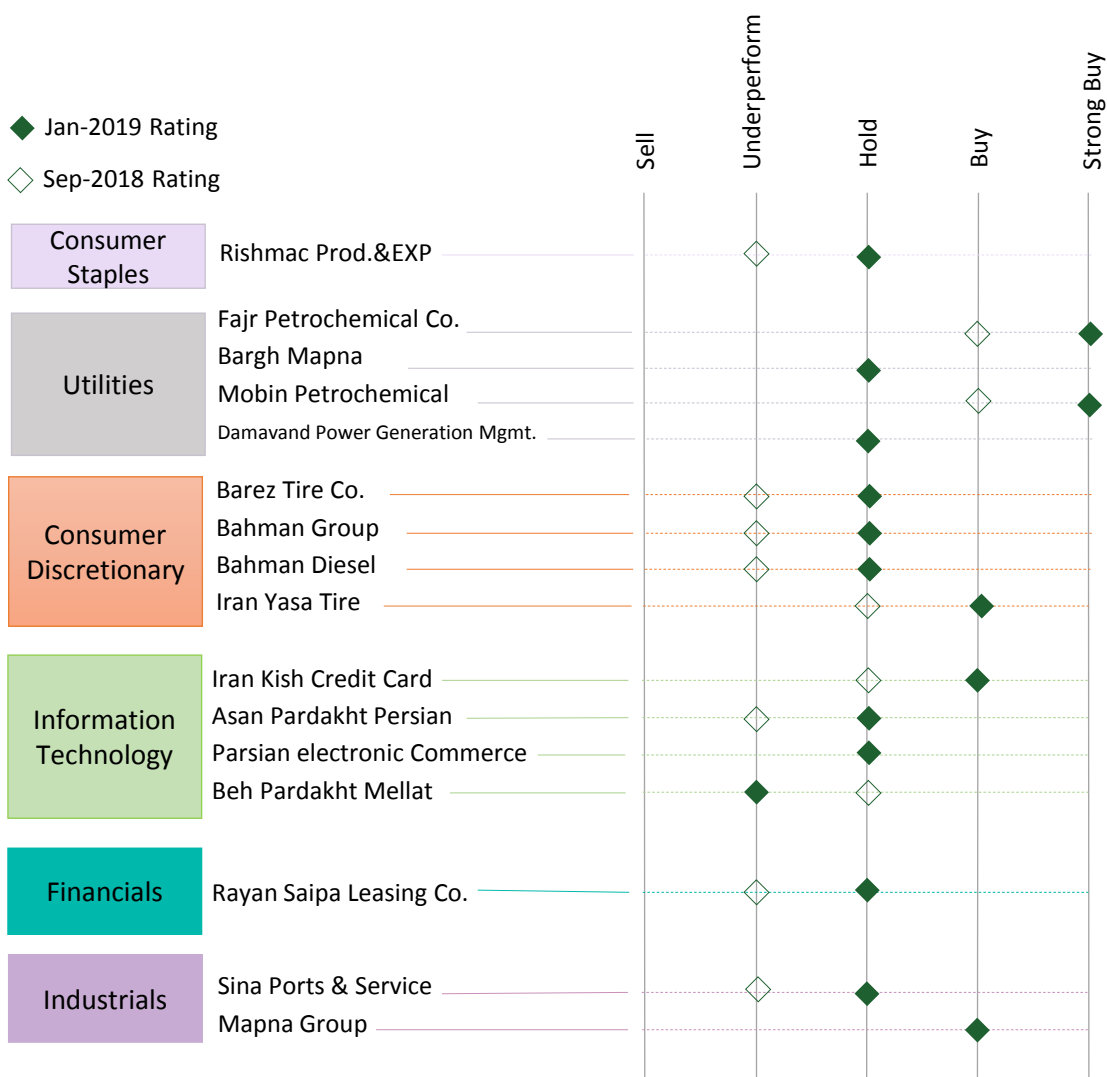 Jan-2019 Rating
Sep-2018 Rating
Sell
Underperform
Hold
Buy
Strong Buy
Consumer
Staples
Rishmac Prod.&EXP
Utilities
Fajr Petrochemical Co.
Bargh Mapna
Mobin Petrochemical
Damavand Power Generation Mgmt.
Consumer
Discretionary
Barez Tire Co.
Bahman Group
Bahman Diesel
Iran Yasa Tire
Information
Technology
Iran Kish Credit Card
Asan Pardakht Persian
Parsian electronic Commerce
Beh Pardakht Mellat
Financials
Rayan Saipa Leasing Co.
Industrials
Sina Ports & Service
Mapna Group